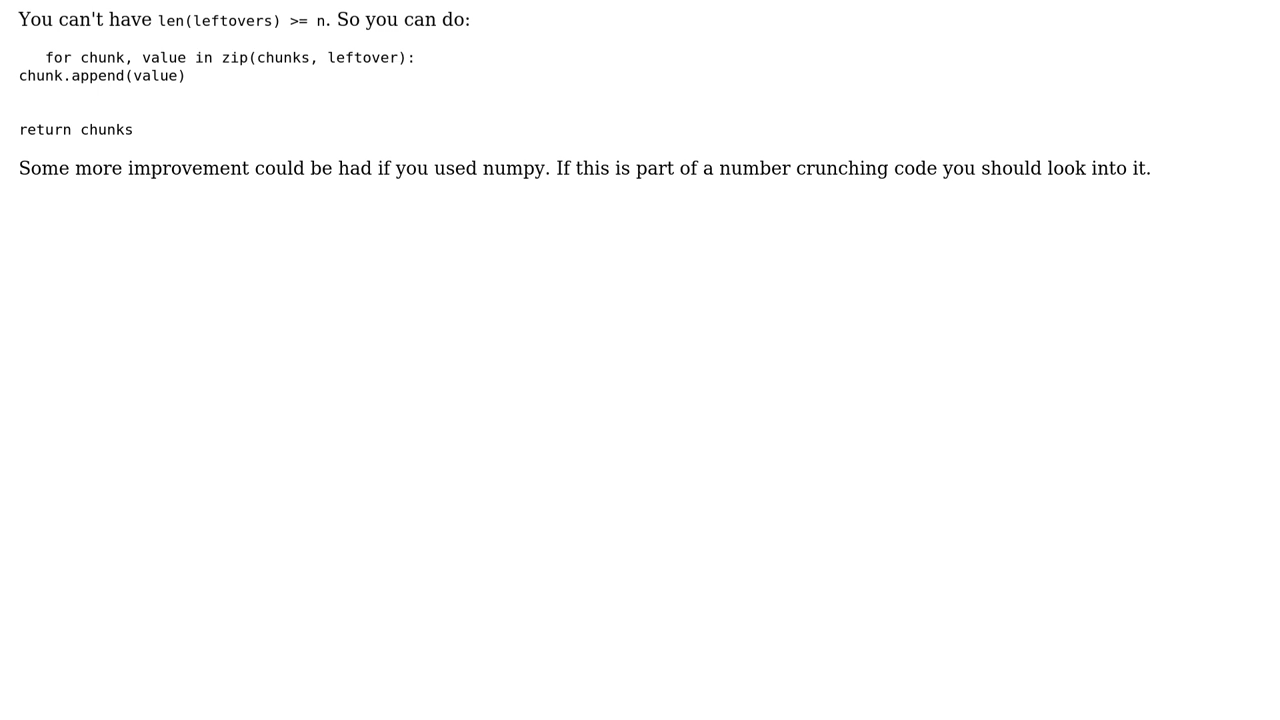 You can't have len(leftovers) >= n. So you can do:
for chunk, value in zip(chunks, leftover):
chunk.append(value)
return chunks
Some more improvement could be had if you used numpy. If this is part of a number crunching code you should look into it.